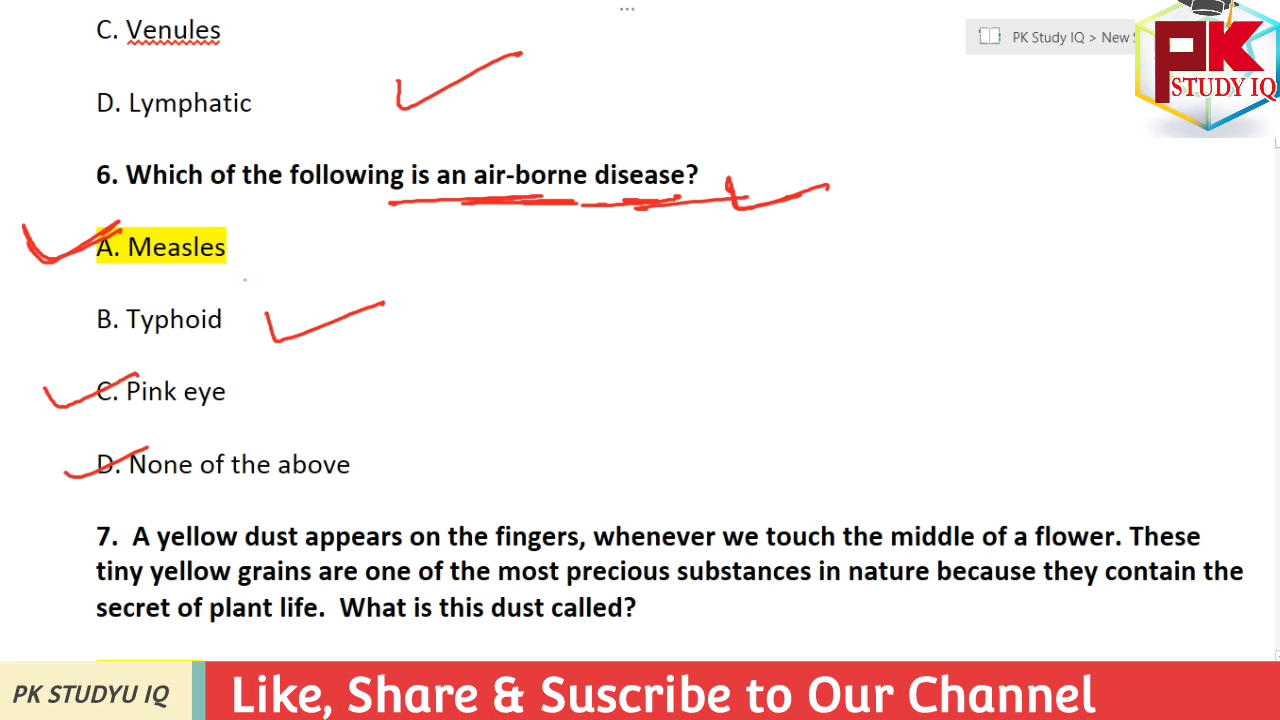 C. Venules
PK Study IQ > New
PK
STUDY IQ
D. Lymphatic
6. Which of the following is an air-borne disease?
A. Measles
B. Typhoid
C. Pink eye
D. None of the above
7. A yellow dust appears on the fingers, whenever we touch the middle of a flower. These
tiny yellow grains are one of the most precious substances in nature because they contain the
secret of plant life. What is this dust called?
PK STUDYU IQ
Like, Share & Suscribe to Our Channel